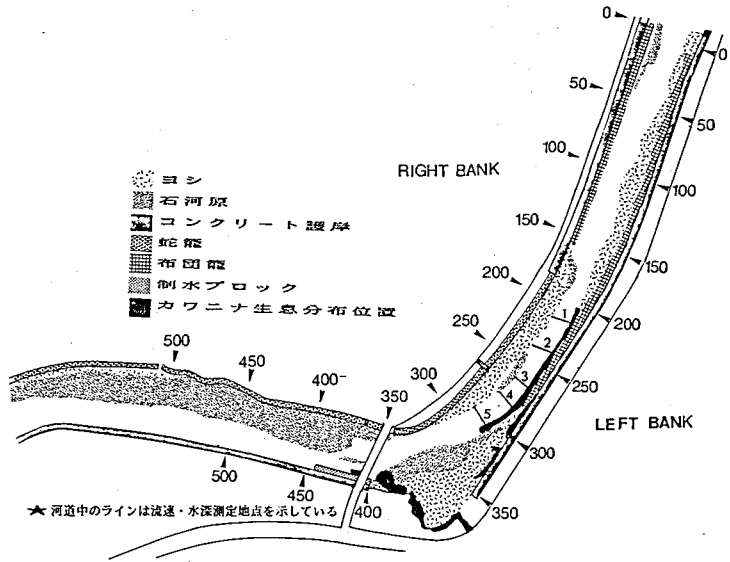 RIGHT BANK
0
50
100
150
200
250
300
350
400
450
500
LEFT BANK
0
50
100
150
200
250
300
350
400
450
500
1
2
3
4
5
ヨシ
石河原
コンクリート護岸
蛇籠
布団籠
制水ブロック
カワニナ生息分布位置
★ 河道中のラインは流速・水深測定地点を示している